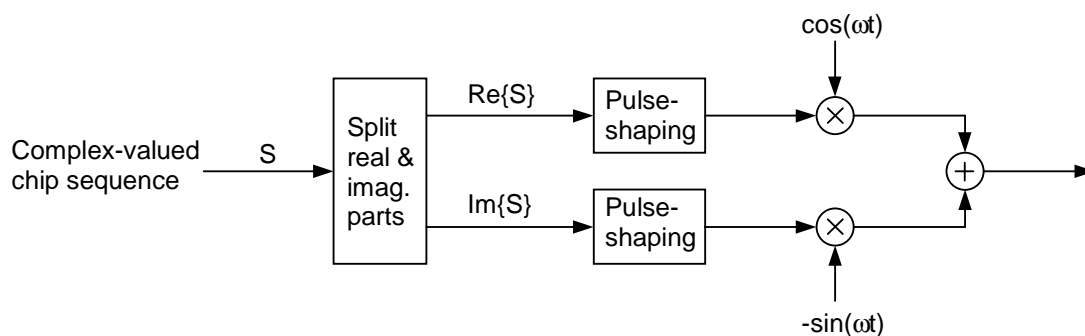 cos(ωt)
Complex-valued
chip sequence
S
Split
real &
imag.
parts
Re{S}
Pulse-
shaping
Im{S}
Pulse-
shaping
-sin(ωt)